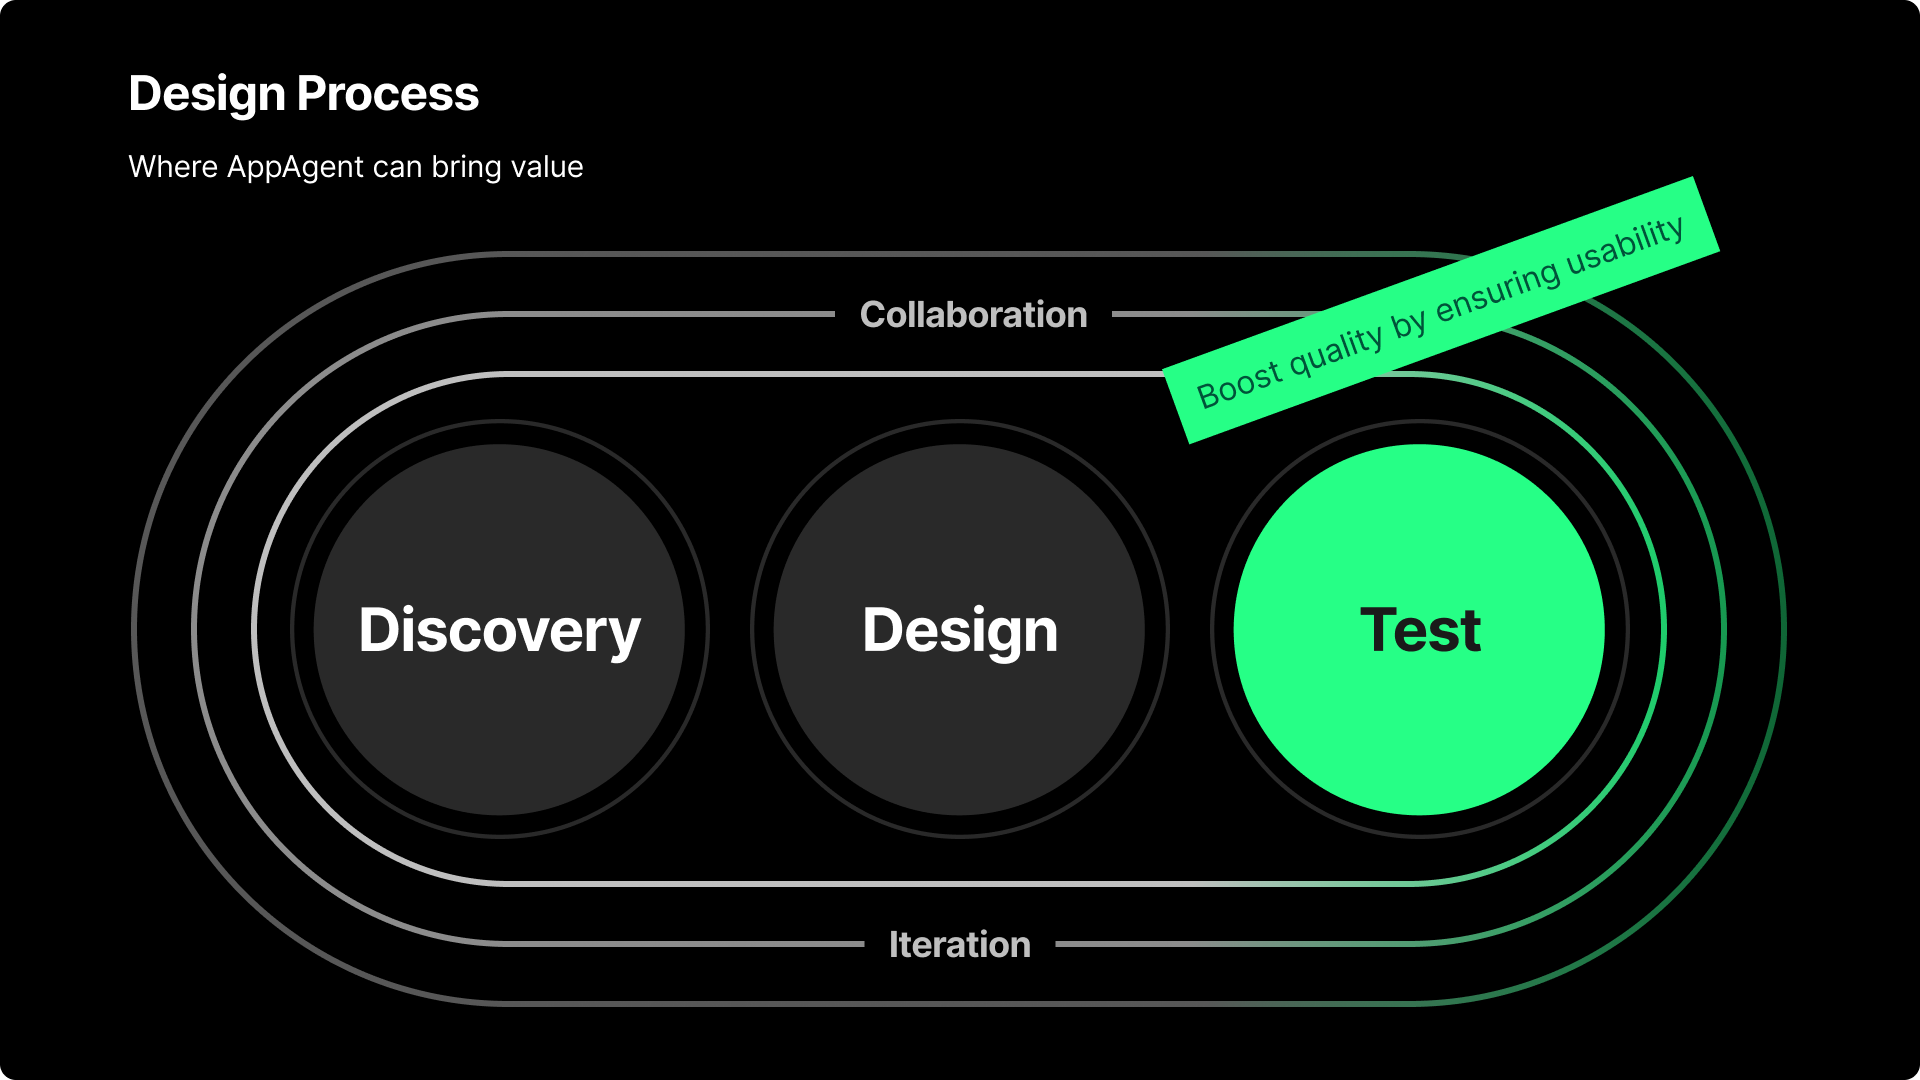 Design Process
Where AppAgent can bring value
Boost quality by ensuring usability
Collaboration
Discovery
Design
Test
Iteration